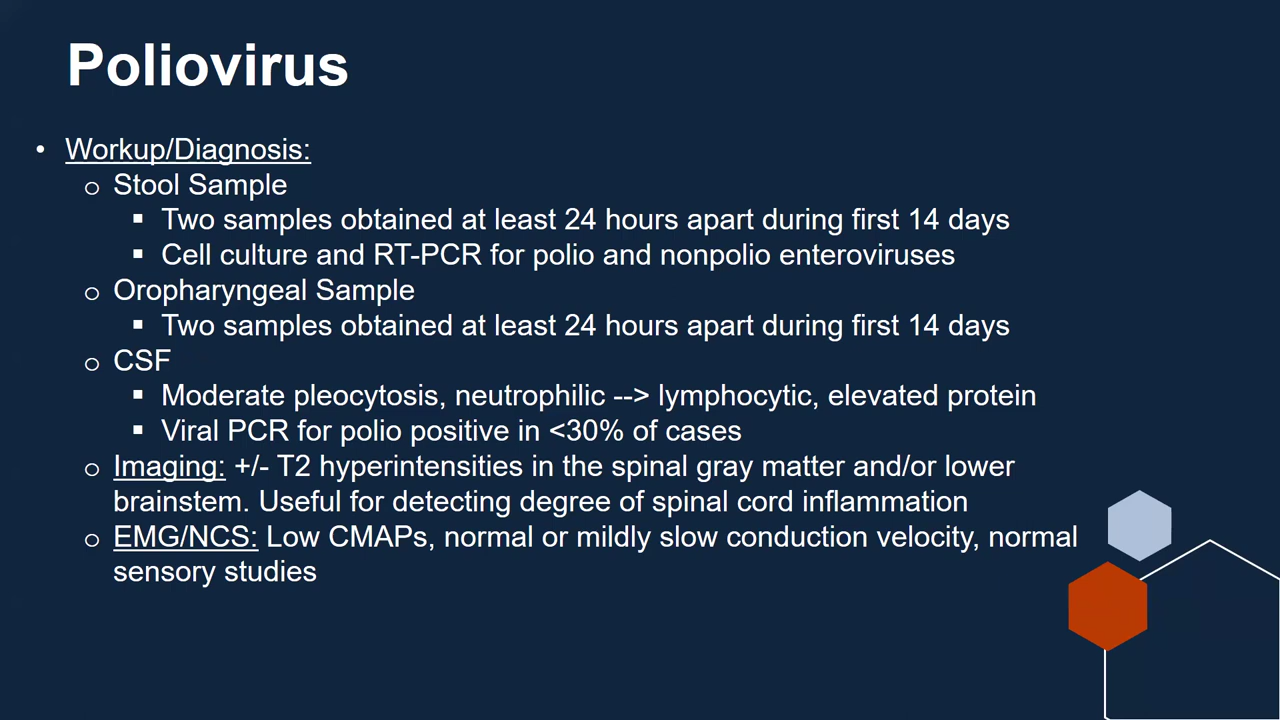 Poliovirus
• Workup/Diagnosis:
o Stool Sample
▪ Two samples obtained at least 24 hours apart during first 14 days
▪ Cell culture and RT-PCR for polio and nonpolio enteroviruses
o Oropharyngeal Sample
▪ Two samples obtained at least 24 hours apart during first 14 days
o CSF
▪ Moderate pleocytosis, neutrophilic --> lymphocytic, elevated protein
▪ Viral PCR for polio positive in <30% of cases
o Imaging: +/- T2 hyperintensities in the spinal gray matter and/or lower
brainstem. Useful for detecting degree of spinal cord inflammation
o EMG/NCS: Low CMAPs, normal or mildly slow conduction velocity, normal
sensory studies